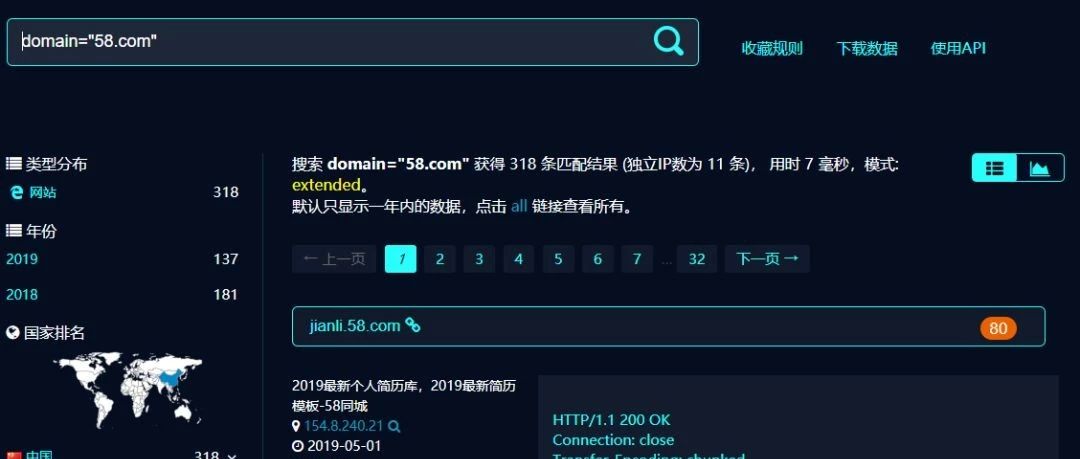 domain="58.com"
收藏规则 下载数据 使用API
类型分布
网站 318
年份
2019 137
2018 181
国家排名
中国 318
搜索 domain="58.com" 获得 318 条匹配结果 (独立IP数为 11 条)， 用时 7 毫秒，模式:
extended。
默认只显示一年内的数据，点击 all 链接查看所有。
← 上一页 1 2 3 4 5 6 7 ... 32 下一页 →
jianli.58.com 80
2019最新个人简历库，2019最新简历
模板-58同城
154.8.240.21
2019-05-01
HTTP/1.1 200 OK
Connection: close
Transfer-Encoding: chunked